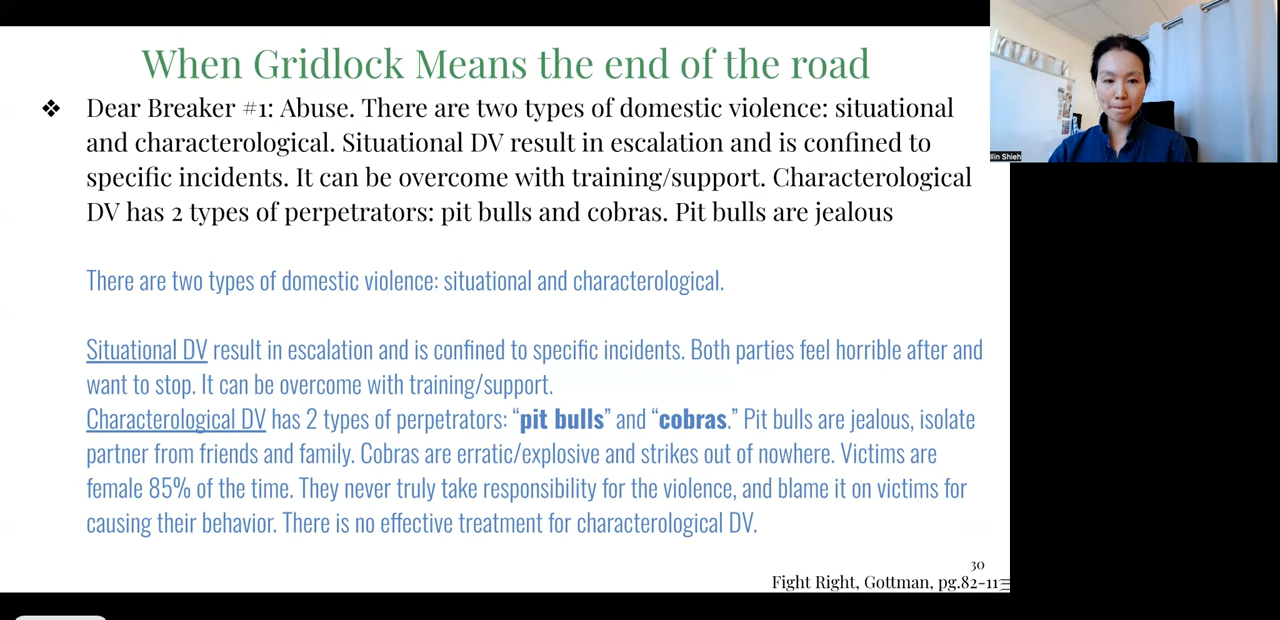 When Gridlock Means the end of the road
❖ Dear Breaker #1: Abuse. There are two types of domestic violence: situational
and characterological. Situational DV result in escalation and is confined to
specific incidents. It can be overcome with training/support. Characterological
DV has 2 types of perpetrators: pit bulls and cobras. Pit bulls are jealous
There are two types of domestic violence: situational and characterological.
Situational DV result in escalation and is confined to specific incidents. Both parties feel horrible after and
want to stop. It can be overcome with training/support.
Characterological DV has 2 types of perpetrators: “pit bulls” and “cobras.” Pit bulls are jealous, isolate
partner from friends and family. Cobras are erratic/explosive and strikes out of nowhere. Victims are
female 85% of the time. They never truly take responsibility for the violence, and blame it on victims for
causing their behavior. There is no effective treatment for characterological DV.
30
Fight Right, Gottman, pg.82-11
Shieh